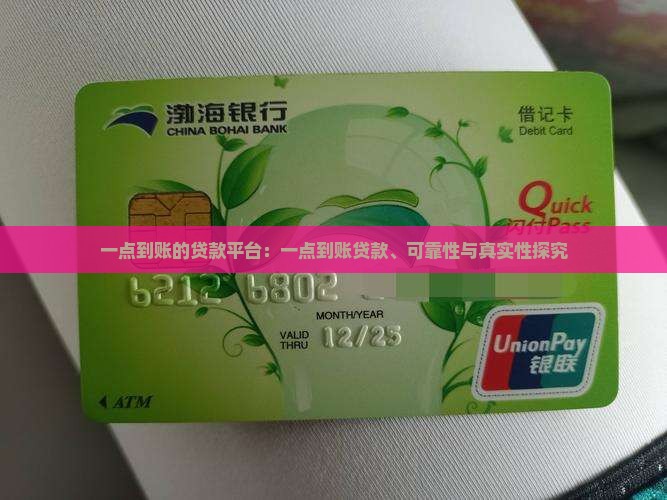 渤海银行
CHINA BOHAI BANK
借记卡
Debit Card
Quick
闪付Pass
一点到账的贷款平台：一点到账贷款、可靠性与真实性探究
6212 6802
MONTH/YEAR
VALID THRU 12/25
UnionPay
银联
ATM